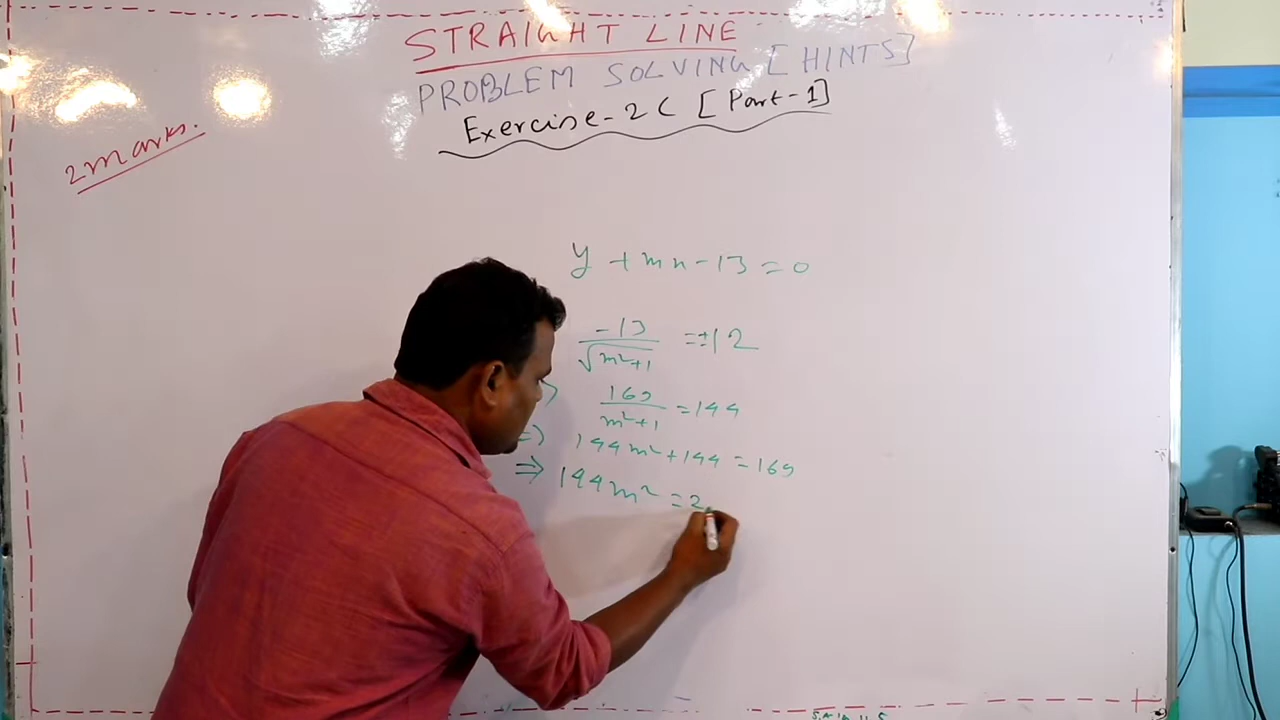 STRAIGHT LINE
PROBLEM SOLVING [HINTS]
Exercise-2C [Part-1]
2marks.
y + mx - 13 = 0
-13/√m²+1 = ±12
169/m²+1 = 144
⇒ 144m² + 144 = 169
⇒ 144m² = 2